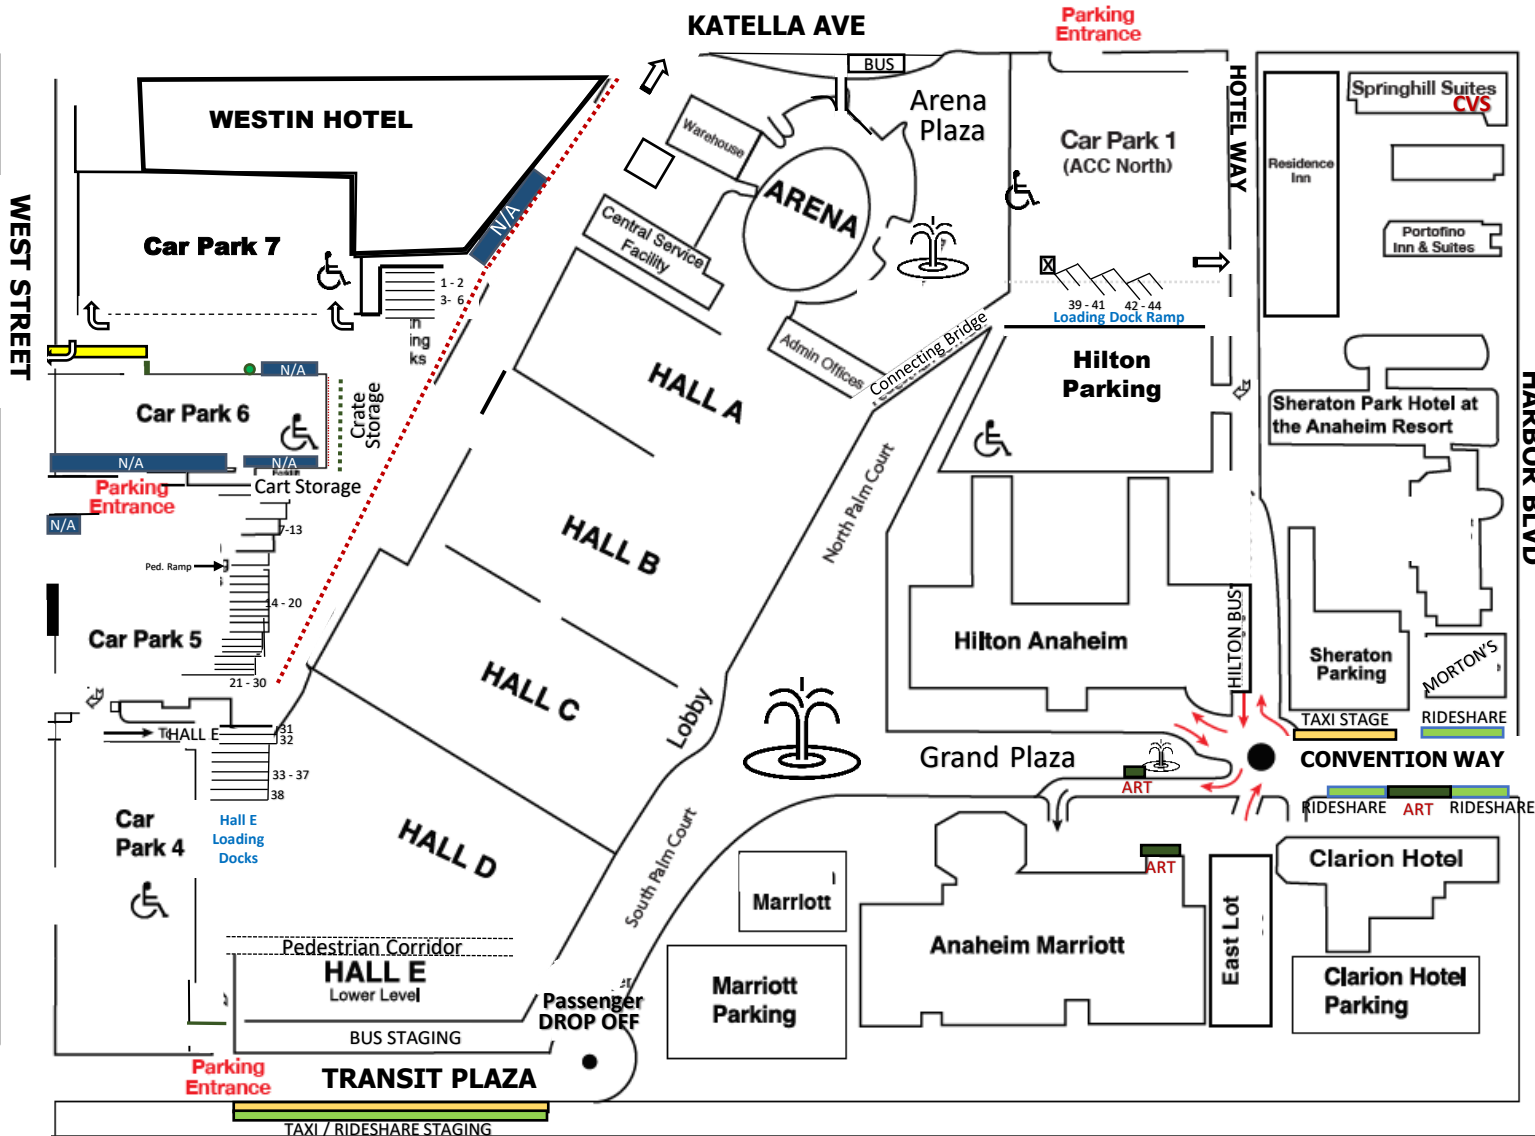 KATELLA AVE
Parking
Entrance
BUS
WESTIN HOTEL
Warehouse
Arena
Plaza
HOTEL WAY
Springhill Suites
CVS
Car Park 1
(ACC North)
Residence
Inn
ARENA
N/A
WEST STREET
Car Park 7
Central Service
Facility
Portofino
Inn & Suites
1 - 2
3- 6
ing
ks
39 - 41
42 - 44
Loading Dock Ramp
Admin Offices
Connecting Bridge
Hilton
Parking
HALL A
N/A
Car Park 6
Crate
Storage
Sheraton Park Hotel at
the Anaheim Resort
HARBOR BLVD
N/A
N/A
Parking
Entrance
Cart Storage
N/A
7-13
HALL B
North Palm Court
Ped. Ramp
14 - 20
Car Park 5
Hilton Anaheim
HILTON BUS
Sheraton
Parking
MORTON'S
21 - 30
HALL C
Lobby
TAXI STAGE
RIDESHARE
HALL E
31
32
Grand Plaza
CONVENTION WAY
33 - 37
38
ART
RIDESHARE
ART
RIDESHARE
Car
Park 4
Hall E
Loading
Docks
HALL D
South Palm Court
ART
Clarion Hotel
Marriott
East Lot
Pedestrian Corridor
Anaheim Marriott
HALL E
Lower Level
Marriott
Parking
Clarion Hotel
Parking
Passenger
DROP OFF
BUS STAGING
Parking
Entrance
TRANSIT PLAZA
TAXI / RIDESHARE STAGING